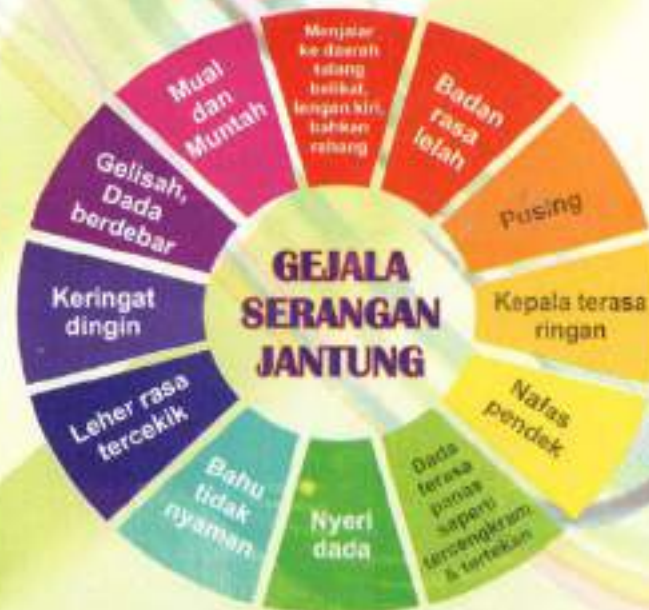 GEJALA
SERANGAN
JANTUNG
Menjalar
ke daerah
tulang
belikat,
lengan kiri,
bahkan
rahang
Badan
rasa
lelah
Pusing
Kepala terasa
ringan
Nafas
pendek
Dada
terasa
panas
seperti
tercengkram
& tertekan
Nyeri
dada
Bahu
tidak
nyaman
Leher rasa
tercekik
Keringat
dingin
Gelisah,
Dada
berdebar
Mual
dan
Muntah